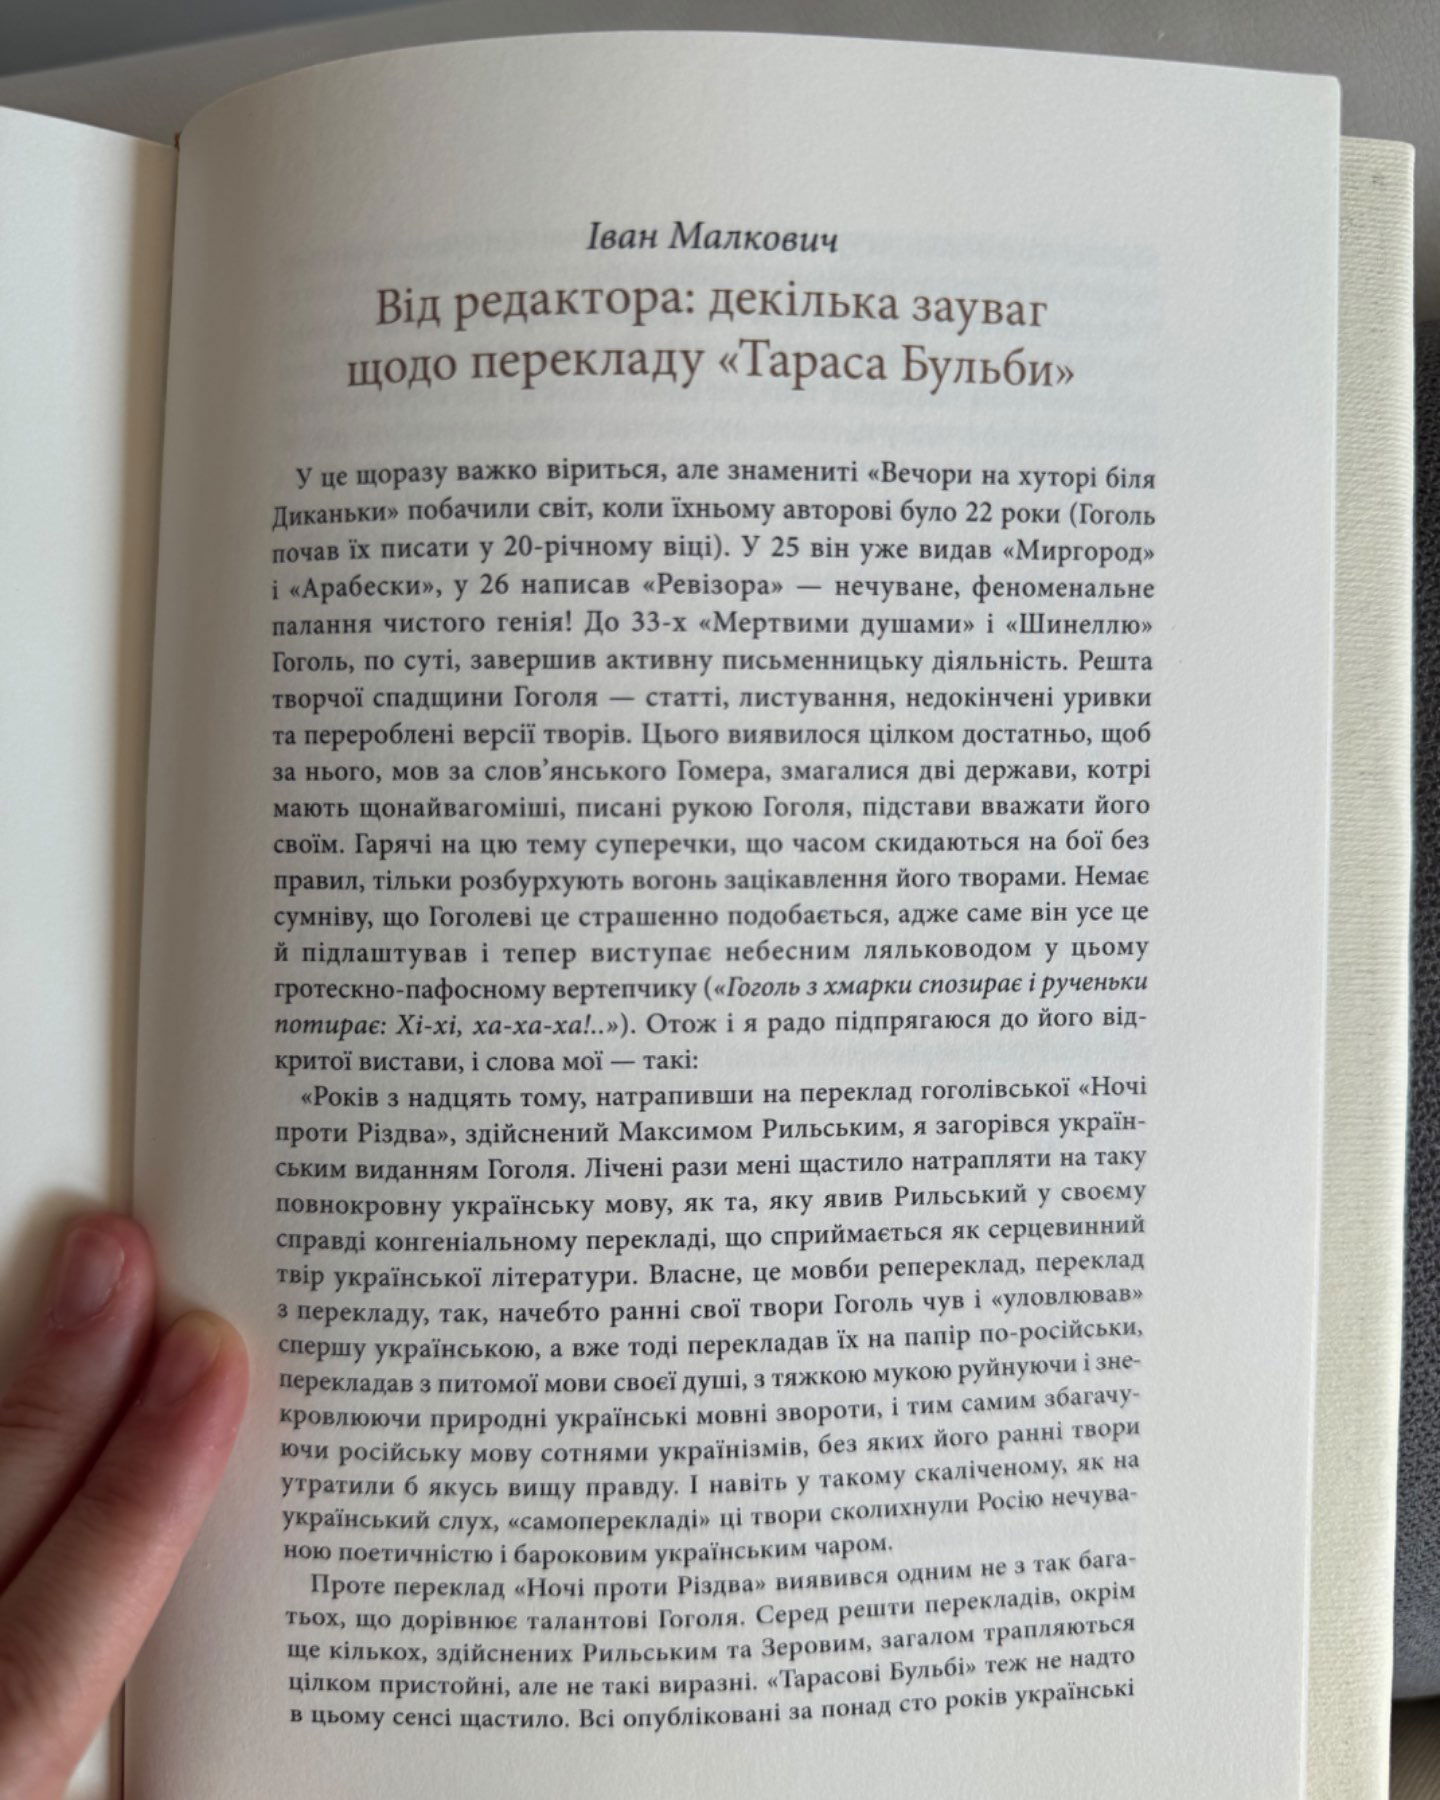 Іван Малкович
Від редактора: декілька зауваг
щодо перекладу «Тараса Бульби»
У це щоразу важко віриться, але знамениті «Вечори на хуторі біля
Диканьки» побачили світ, коли їхньому авторові було 22 роки (Гоголь
почав їх писати у 20-річному віці). У 25 він уже видав «Миргород»
і «Арабески», у 26 написав «Ревізора» — нечуване, феноменальне
палання чистого генія! До 33-х «Мертвими душами» і «Шинеллю»
Гоголь, по суті, завершив активну письменницьку діяльність. Решта
творчої спадщини Гоголя — статті, листування, недокінчені уривки
та перероблені версії творів. Цього виявилося цілком достатньо, щоб
за нього, мов за слов’янського Гомера, змагалися дві держави, котрі
мають щонайвагоміші, писані рукою Гоголя, підстави вважати його
своїм. Гарячі на цю тему суперечки, що часом скидаються на бої без
правил, тільки розбурхують вогонь зацікавлення його творами. Немає
сумніву, що Гоголеві це страшенно подобається, адже саме він усе це
й підлаштував і тепер виступає небесним ляльководом у цьому
гротескно-пафосному вертепчику («Гоголь з хмарки спозирає і рученьки
потирає: Хі-хі, ха-ха-ха!..»). Отож і я радо підпрягаюся до його від-
критої вистави, і слова мої — такі:
«Років з надцять тому, натрапивши на переклад гоголівської «Ночі
проти Різдва», здійснений Максимом Рильським, я загорівся україн-
ським виданням Гоголя. Лічені рази мені щастило натрапляти на таку
повнокровну українську мову, як та, яку явив Рильський у своєму
справді конгеніальному перекладі, що сприймається як серцевинний
твір української літератури. Власне, це мовби репереклад, переклад
з перекладу, так, начебто ранні свої твори Гоголь чув і «уловлював»
спершу українською, а вже тоді перекладав їх на папір по-російськи,
перекладав з питомої мови своєї душі, з тяжкою мукою руйнуючи і зне-
кровлюючи природні українські мовні звороти, і тим самим збагачу-
ючи російську мову сотнями українізмів, без яких його ранні твори
утратили б якусь вищу правду. І навіть у такому скаліченому, як на
український слух, «самоперекладі» ці твори сколихнули Росію нечува-
ною поетичністю і бароковим українським чаром.
Проте переклад «Ночі проти Різдва» виявився одним не з так бага-
тьох, що дорівнює талантові Гоголя. Серед решти перекладів, окрім
ще кількох, здійснених Рильським та Зеровим, загалом трапляються
цілком пристойні, але не такі виразні. «Тарасові Бульбі» теж не надто
в цьому сенсі щастило. Всі опубліковані за понад сто років українські